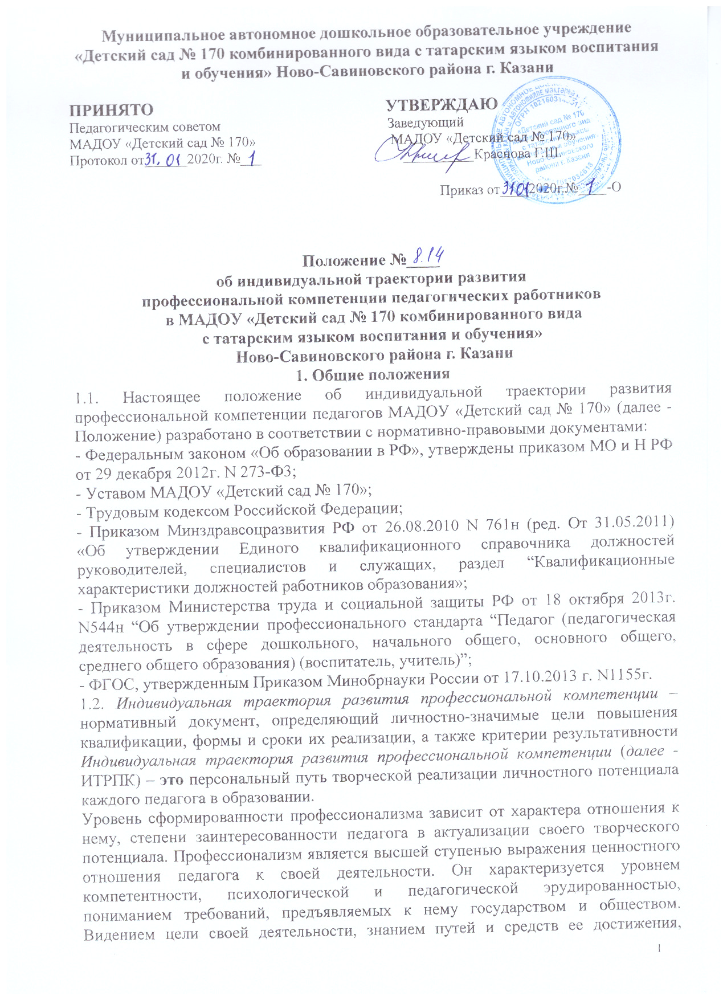 Муниципальное автономное дошкольное образовательное учреждение
«Детский сад № 170 комбинированного вида с татарским языком воспитания
и обучения» Ново-Савиновского района г. Казани
ПРИНЯТО
Педагогическим советом
МАДОУ «Детский сад № 170»
Протокол от 31. 01 2020г. № 1
УТВЕРЖДАЮ
Заведующий
МАДОУ «Детский сад № 170»
Краснова Г.Ш.
Приказ от 31 01 2020г.№ 1 -О
Положение № 8.14
об индивидуальной траектории развития
профессиональной компетенции педагогических работников
в МАДОУ «Детский сад № 170 комбинированного вида
с татарским языком воспитания и обучения»
Ново-Савиновского района г. Казани
1. Общие положения
1.1. Настоящее положение об индивидуальной траектории развития
профессиональной компетенции педагогов МАДОУ «Детский сад № 170» (далее -
Положение) разработано в соответствии с нормативно-правовыми документами:
- Федеральным законом «Об образовании в РФ», утверждены приказом МО и Н РФ
от 29 декабря 2012г. N 273-ФЗ;
- Уставом МАДОУ «Детский сад № 170»;
- Трудовым кодексом Российской Федерации;
- Приказом Минздравсоцразвития РФ от 26.08.2010 N 761н (ред. От 31.05.2011)
«Об утверждении Единого квалификационного справочника должностей
руководителей, специалистов и служащих, раздел “Квалификационные
характеристики должностей работников образования»;
- Приказом Министерства труда и социальной защиты РФ от 18 октября 2013г.
N544н “Об утверждении профессионального стандарта “Педагог (педагогическая
деятельность в сфере дошкольного, начального общего, основного общего,
среднего общего образования) (воспитатель, учитель)”;
- ФГОС, утвержденным Приказом Минобрнауки России от 17.10.2013 г. N1155г.
1.2. Индивидуальная траектория развития профессиональной компетенции –
нормативный документ, определяющий личностно-значимые цели повышения
квалификации, формы и сроки их реализации, а также критерии результативности
Индивидуальная траектория развития профессиональной компетенции (далее -
ИТРПК) – это персональный путь творческой реализации личностного потенциала
каждого педагога в образовании.
Уровень сформированности профессионализма зависит от характера отношения к
нему, степени заинтересованности педагога в актуализации своего творческого
потенциала. Профессионализм является высшей ступенью выражения ценностного
отношения педагога к своей деятельности. Он характеризуется уровнем
компетентности, психологической и педагогической эрудированностью,
пониманием требований, предъявляемых к нему государством и обществом.
Видением цели своей деятельности, знанием путей и средств ее достижения,
1